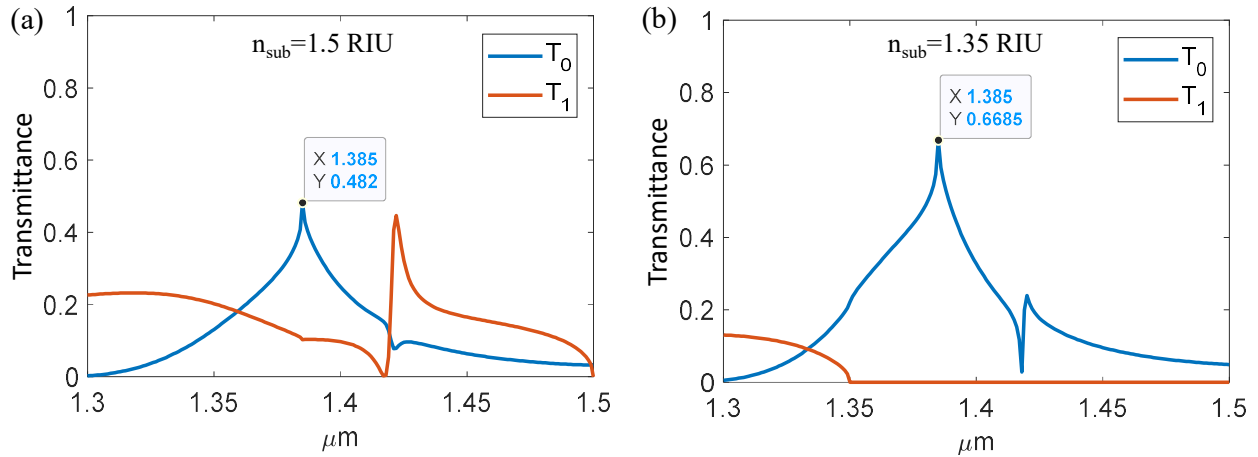 (a)
n_sub=1.5 RIU
Transmittance
1
0.8
0.6
0.4
0.2
0
1.3
1.35
1.4
1.45
1.5
μm
T_0
T_1
X 1.385
Y 0.482
(b)
n_sub=1.35 RIU
Transmittance
1
0.8
0.6
0.4
0.2
0
1.3
1.35
1.4
1.45
1.5
μm
T_0
T_1
X 1.385
Y 0.6685